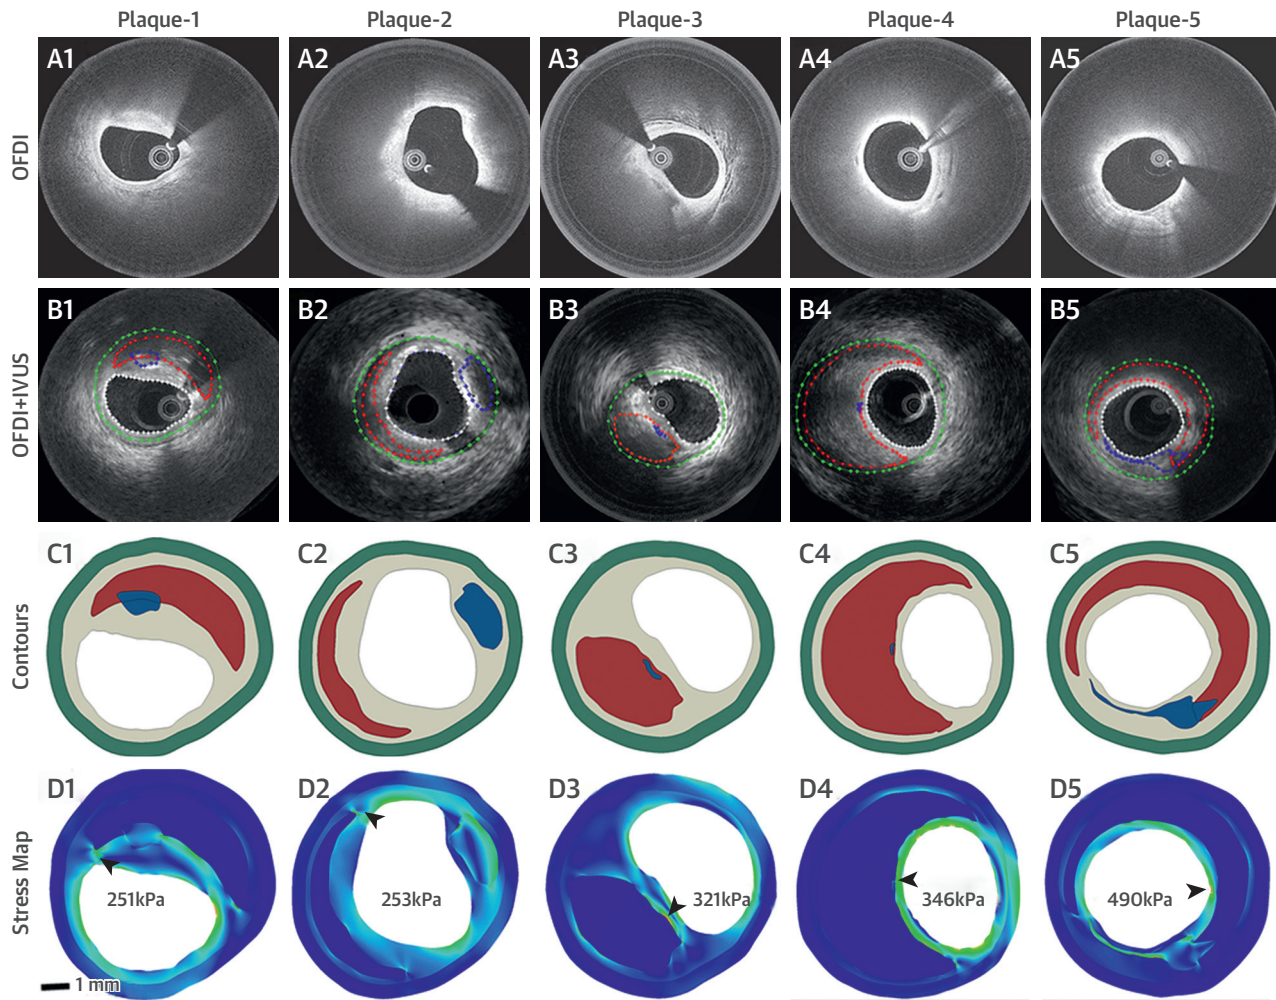 Plaque-1 Plaque-2 Plaque-3 Plaque-4 Plaque-5
OFDI
A1 A2 A3 A4 A5
OFDI+IVUS
B1 B2 B3 B4 B5
Contours
C1 C2 C3 C4 C5
Stress Map
D1 D2 D3 D4 D5
251kPa 253kPa 321kPa 346kPa 490kPa
1 mm